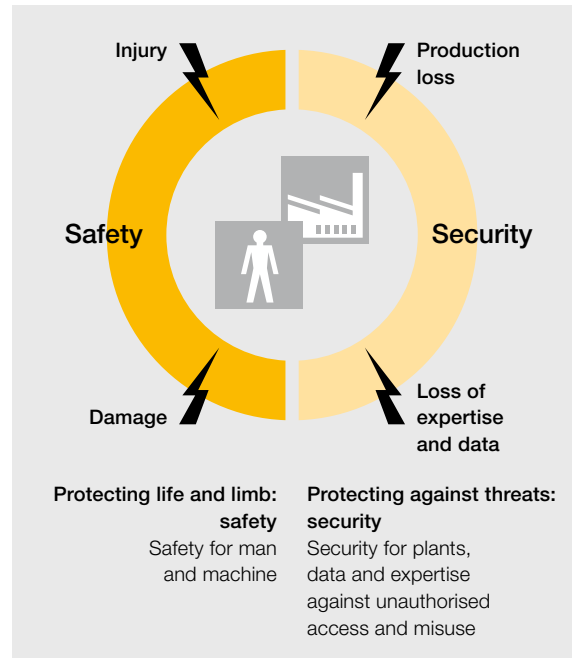 Injury
Production
loss
Safety
Security
Damage
Loss of
expertise
and data
Protecting life and limb:
safety
Safety for man
and machine
Protecting against threats:
security
Security for plants,
data and expertise
against unauthorised
access and misuse